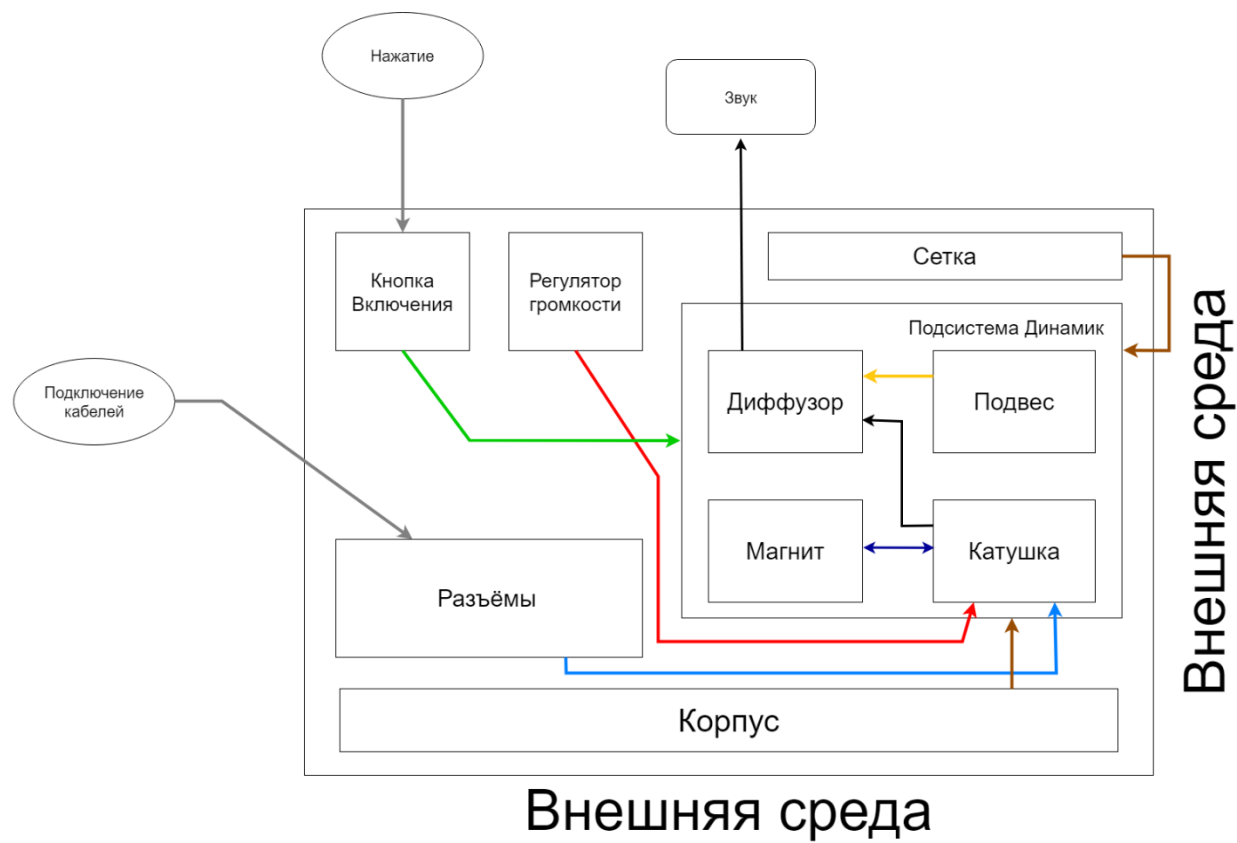 Нажатие
Звук
Кнопка
Включения
Регулятор
громкости
Сетка
Подсистема Динамик
Подключение
кабелей
Диффузор
Подвес
Магнит
Катушка
Разъёмы
Корпус
Внешняя среда
Внешняя среда